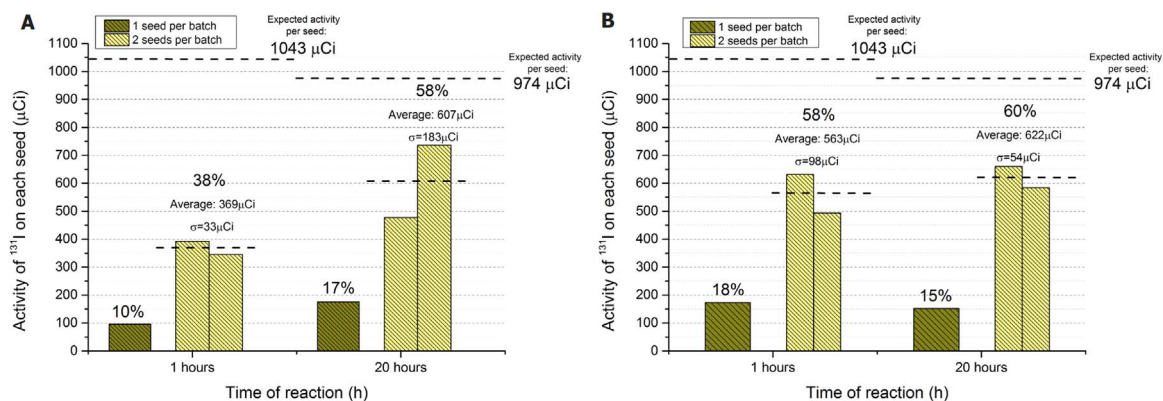 A
1 seed per batch
2 seeds per batch
Expected activity
per seed:
1043 μCi
Expected activity
per seed:
974 μCi
1100
1000
900
800
700
600
500
400
300
200
100
0
Activity of ¹³¹I on each seed (μCi)
10%
38%
Average: 369μCi
σ=33μCi
17%
58%
Average: 607μCi
σ=183μCi
1 hours
20 hours
Time of reaction (h)
B
1 seed per batch
2 seeds per batch
Expected activity
per seed:
1043 μCi
Expected activity
per seed:
974 μCi
1100
1000
900
800
700
600
500
400
300
200
100
0
Activity of ¹³¹I on each seed (μCi)
18%
58%
Average: 563μCi
σ=98μCi
15%
60%
Average: 622μCi
σ=54μCi
1 hours
20 hours
Time of reaction (h)